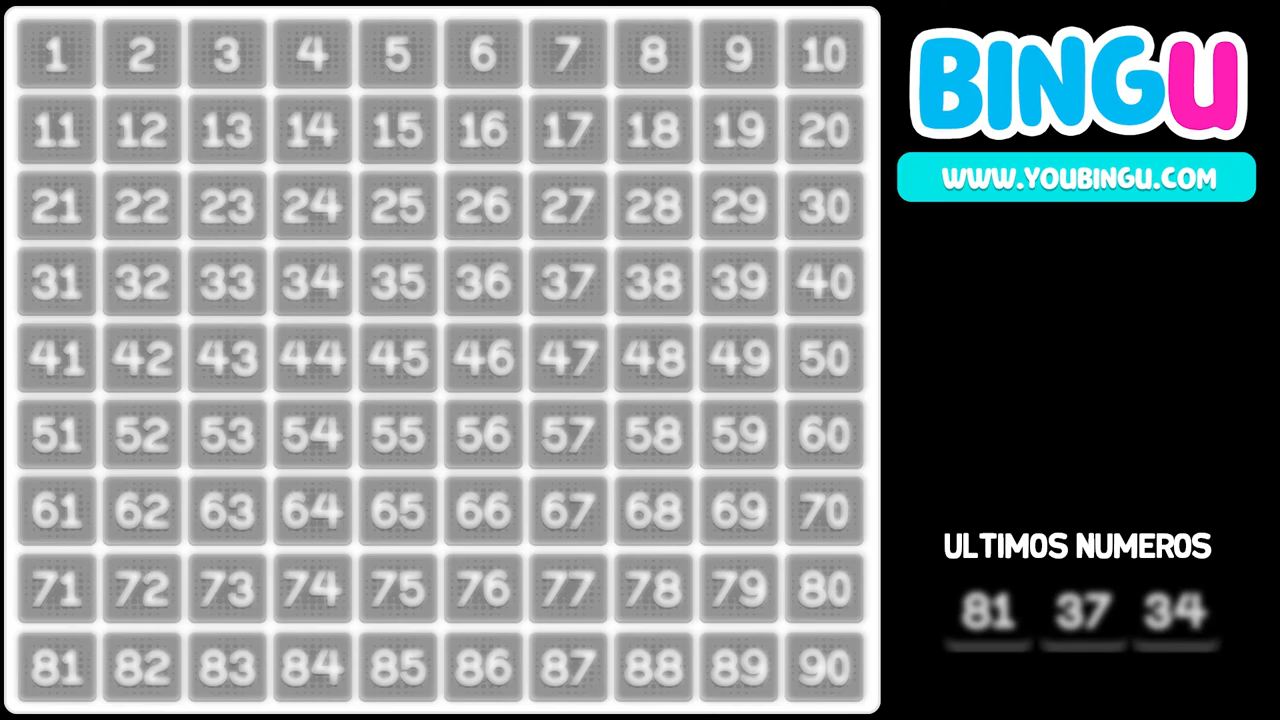 1 2 3 4 5 6 7 8 9 10
11 12 13 14 15 16 17 18 19 20
21 22 23 24 25 26 27 28 29 30
31 32 33 34 35 36 37 38 39 40
41 42 43 44 45 46 47 48 49 50
51 52 53 54 55 56 57 58 59 60
61 62 63 64 65 66 67 68 69 70
71 72 73 74 75 76 77 78 79 80
81 82 83 84 85 86 87 88 89 90
BINGU
WWW.YOUBINGU.COM
ULTIMOS NUMEROS
81 37 34